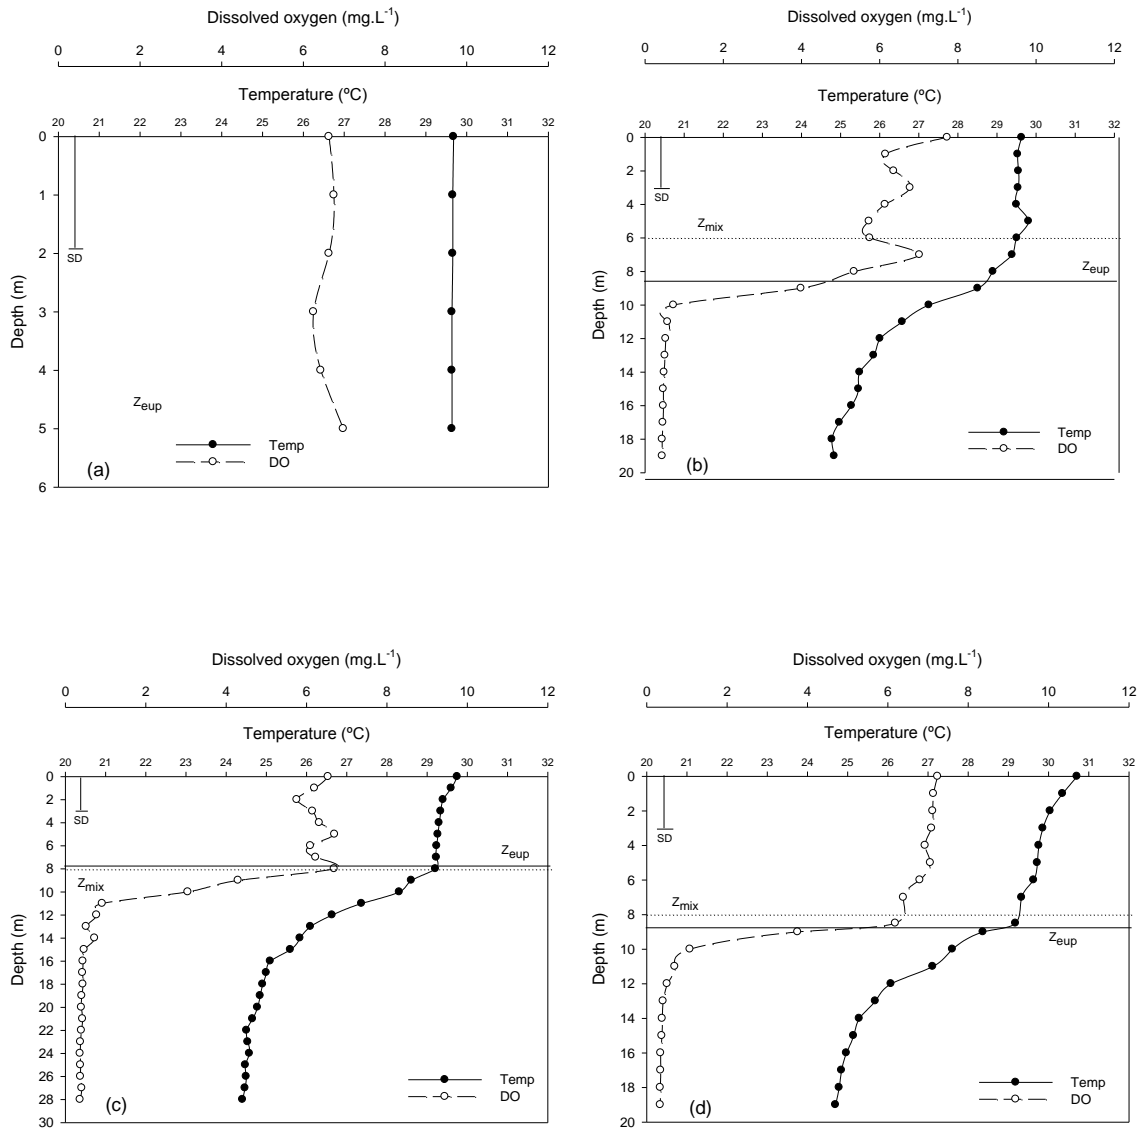 Dissolved oxygen (mg.L⁻¹)
0 2 4 6 8 10 12
Temperature (ºC)
20 21 22 23 24 25 26 27 28 29 30 31 32
0
1
2
3
4
5
6
Depth (m)
SD
Z_eup
Temp
DO
(a)
Dissolved oxygen (mg.L⁻¹)
0 2 4 6 8 10 12
Temperature (ºC)
20 21 22 23 24 25 26 27 28 29 30 31 32
0
2
4
6
8
10
12
14
16
18
20
Depth (m)
SD
Z_mix
Z_eup
Temp
DO
(b)
Dissolved oxygen (mg.L⁻¹)
0 2 4 6 8 10 12
Temperature (ºC)
20 21 22 23 24 25 26 27 28 29 30 31 32
0
2
4
6
8
10
12
14
16
18
20
22
24
26
28
30
Depth (m)
SD
Z_eup
Z_mix
Temp
DO
(c)
Dissolved oxygen (mg.L⁻¹)
0 2 4 6 8 10 12
Temperature (ºC)
20 21 22 23 24 25 26 27 28 29 30 31 32
0
2
4
6
8
10
12
14
16
18
20
Depth (m)
SD
Z_mix
Z_eup
Temp
DO
(d)